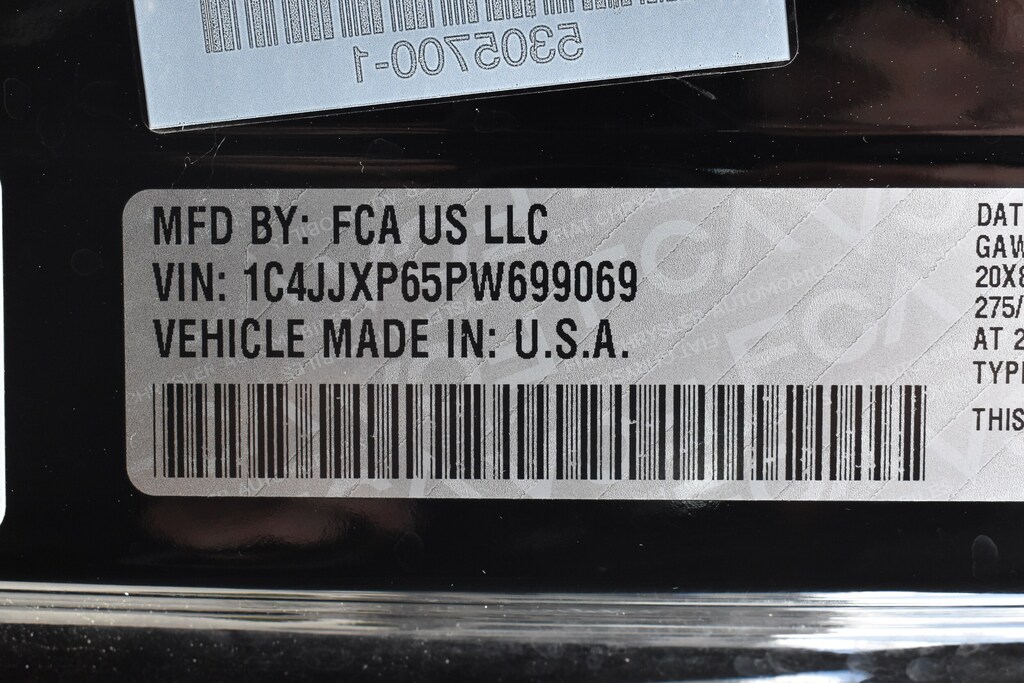 5305700-1
MFD BY: FCA US LLC
VIN: 1C4JJXP65PW699069
VEHICLE MADE IN: U.S.A.
DAT
GAW
20X8
275/
AT 2
TYPE
THIS